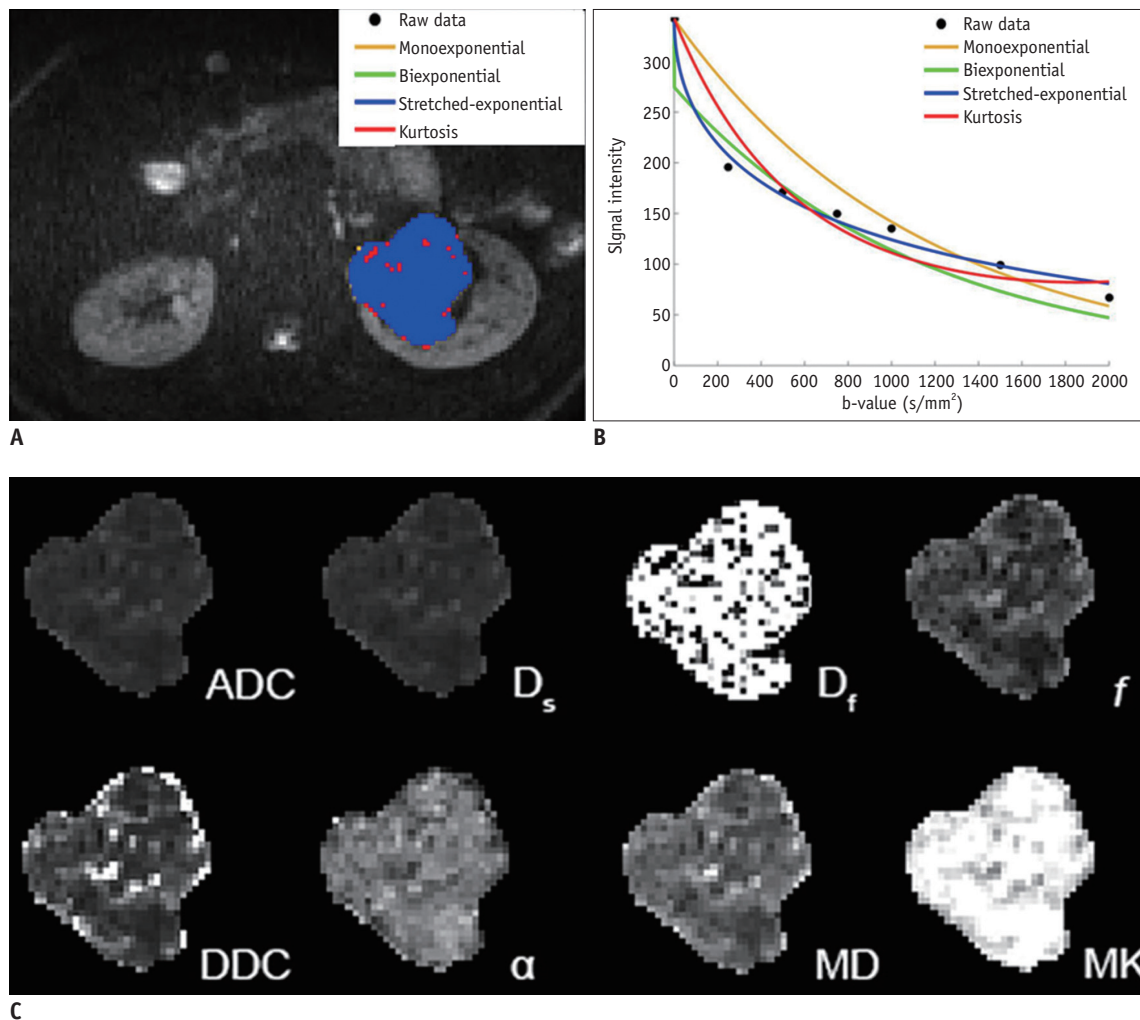 Raw data
Monoexponential
Biexponential
Stretched-exponential
Kurtosis
A
Raw data
Monoexponential
Biexponential
Stretched-exponential
Kurtosis
300
250
200
150
100
50
0
SIgnal intensity
0 200 400 600 800 1000 1200 1400 1600 1800 2000
b-value (s/mm²)
B
ADC
Ds
Df
f
DDC
α
MD
MK
C